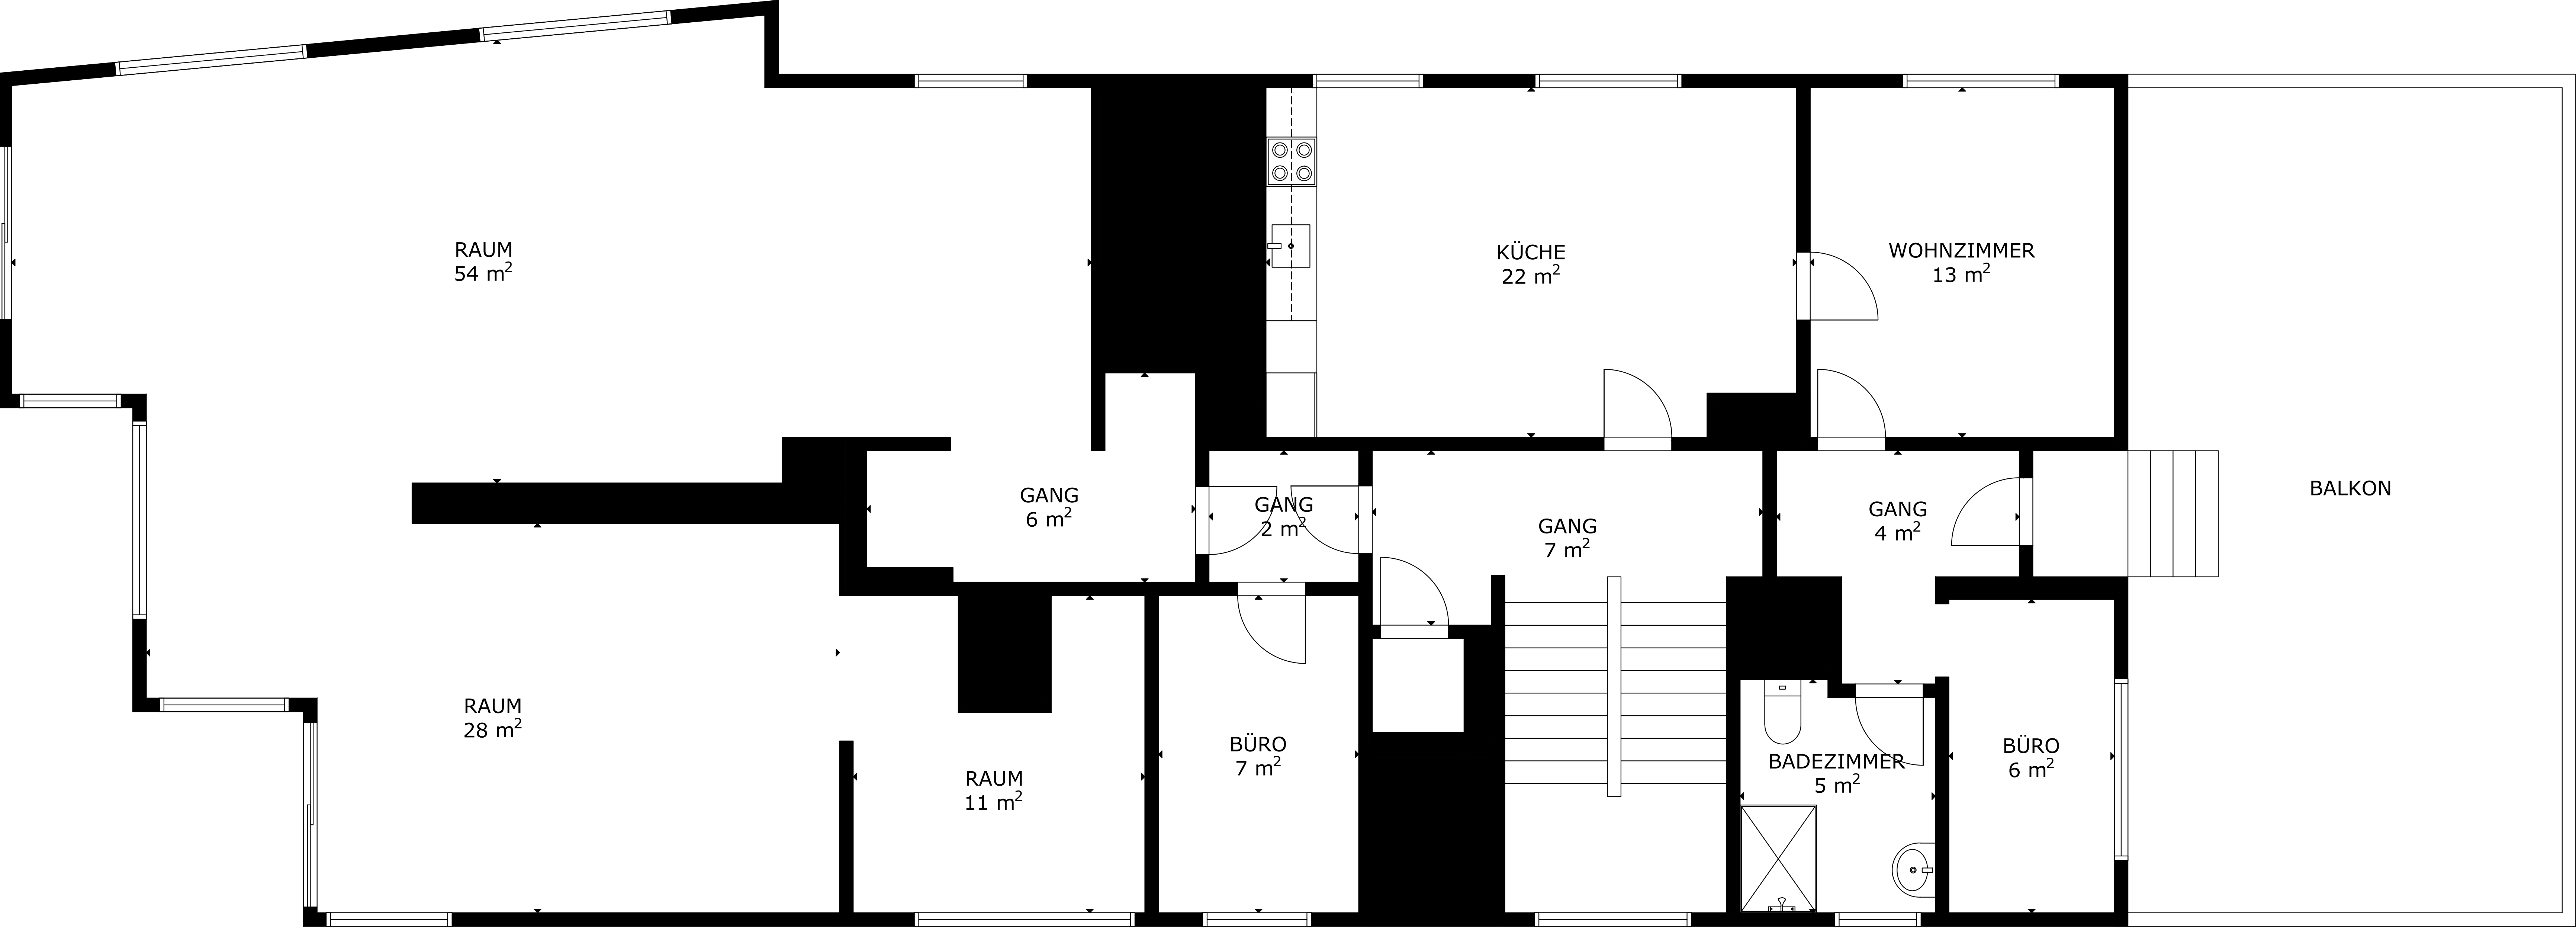 RAUM
54 m²
KÜCHE
22 m²
WOHNZIMMER
13 m²
GANG
6 m²
GANG
2 m²
GANG
7 m²
GANG
4 m²
BALKON
RAUM
28 m²
RAUM
11 m²
BÜRO
7 m²
BADEZIMMER
5 m²
BÜRO
6 m²